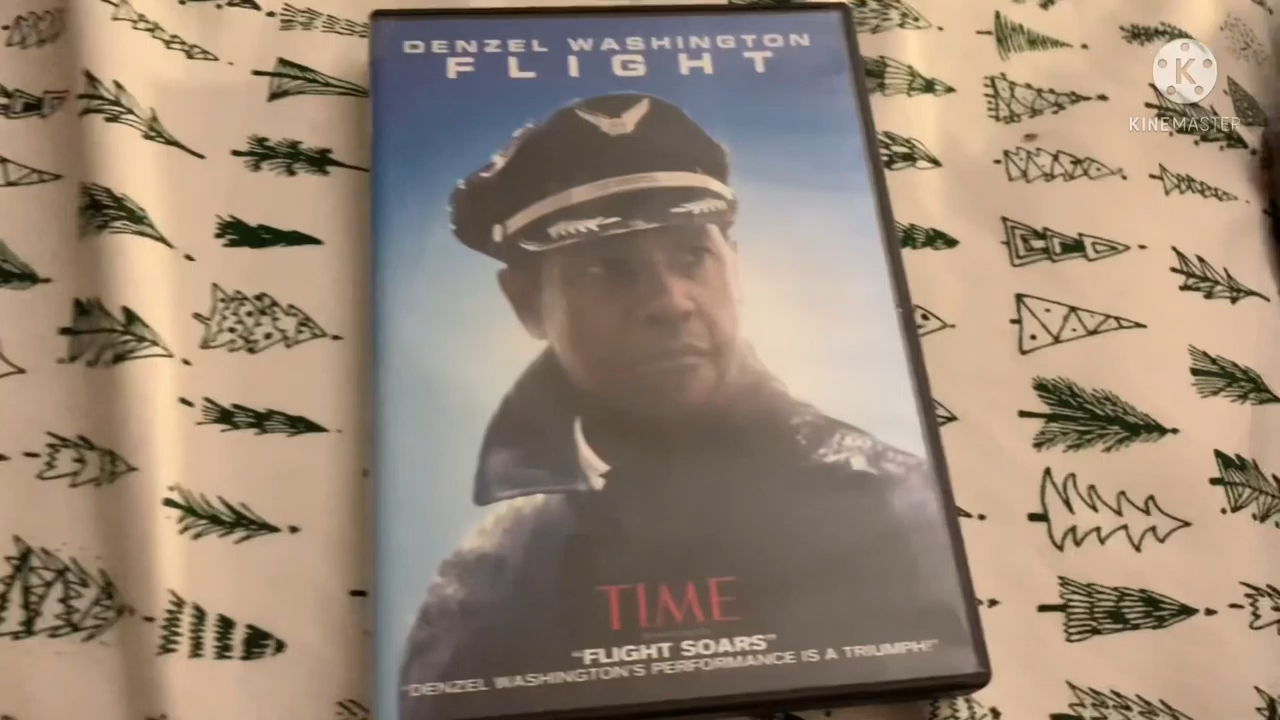 DENZEL WASHINGTON
FLIGHT
K
KINEMASTER
TIME
"FLIGHT SOARS"
"DENZEL WASHINGTON'S PERFORMANCE IS A TRIUMPH!"